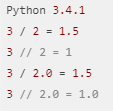 Python 3.4.1
3 / 2 = 1.5
3 // 2 = 1
3 / 2.0 = 1.5
3 // 2.0 = 1.0